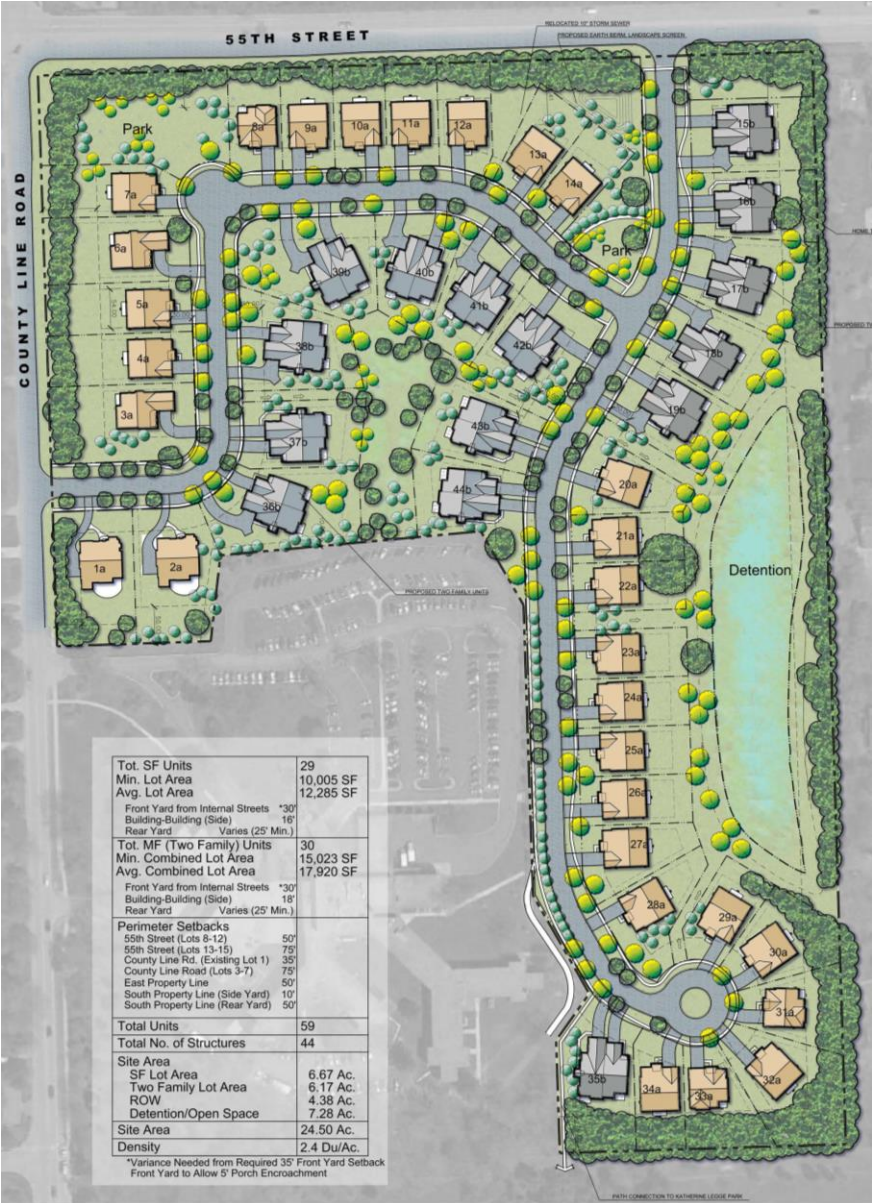 55TH STREET
RELOCATED 10" STORM SEWER
PROPOSED EARTH BERM, LANDSCAPE SCREEN
COUNTY LINE ROAD
Park
8a
9a
10a
11a
12a
13a
14a
15b
16b
7a
6a
5a
4a
3a
Park
17b
18b
19b
39b
40b
41b
42b
38b
37b
36b
43b
44b
1a
2a
20a
21a
22a
23a
24a
25a
26a
27a
28a
29a
30a
31a
32a
33a
34a
35b
Detention
PROPOSED TWO FAMILY UNITS
Tot. SF Units 29
Min. Lot Area 10,005 SF
Avg. Lot Area 12,285 SF
Front Yard from Internal Streets *30'
Building-Building (Side) 16'
Rear Yard Varies (25' Min.)
Tot. MF (Two Family) Units 30
Min. Combined Lot Area 15,023 SF
Avg. Combined Lot Area 17,920 SF
Front Yard from Internal Streets *30'
Building-Building (Side) 18'
Rear Yard Varies (25' Min.)
Perimeter Setbacks
55th Street (Lots 8-12) 50'
55th Street (Lots 13-15) 75'
County Line Rd. (Existing Lot 1) 35'
County Line Road (Lots 3-7) 75'
East Property Line 50'
South Property Line (Side Yard) 10'
South Property Line (Rear Yard) 50'
Total Units 59
Total No. of Structures 44
Site Area
SF Lot Area 6.67 Ac.
Two Family Lot Area 6.17 Ac.
ROW 4.38 Ac.
Detention/Open Space 7.28 Ac.
Site Area 24.50 Ac.
Density 2.4 Du/Ac.
*Variance Needed from Required 35' Front Yard Setback
Front Yard to Allow 5' Porch Encroachment
PATH CONNECTION TO KATHERINE LEGGE PARK